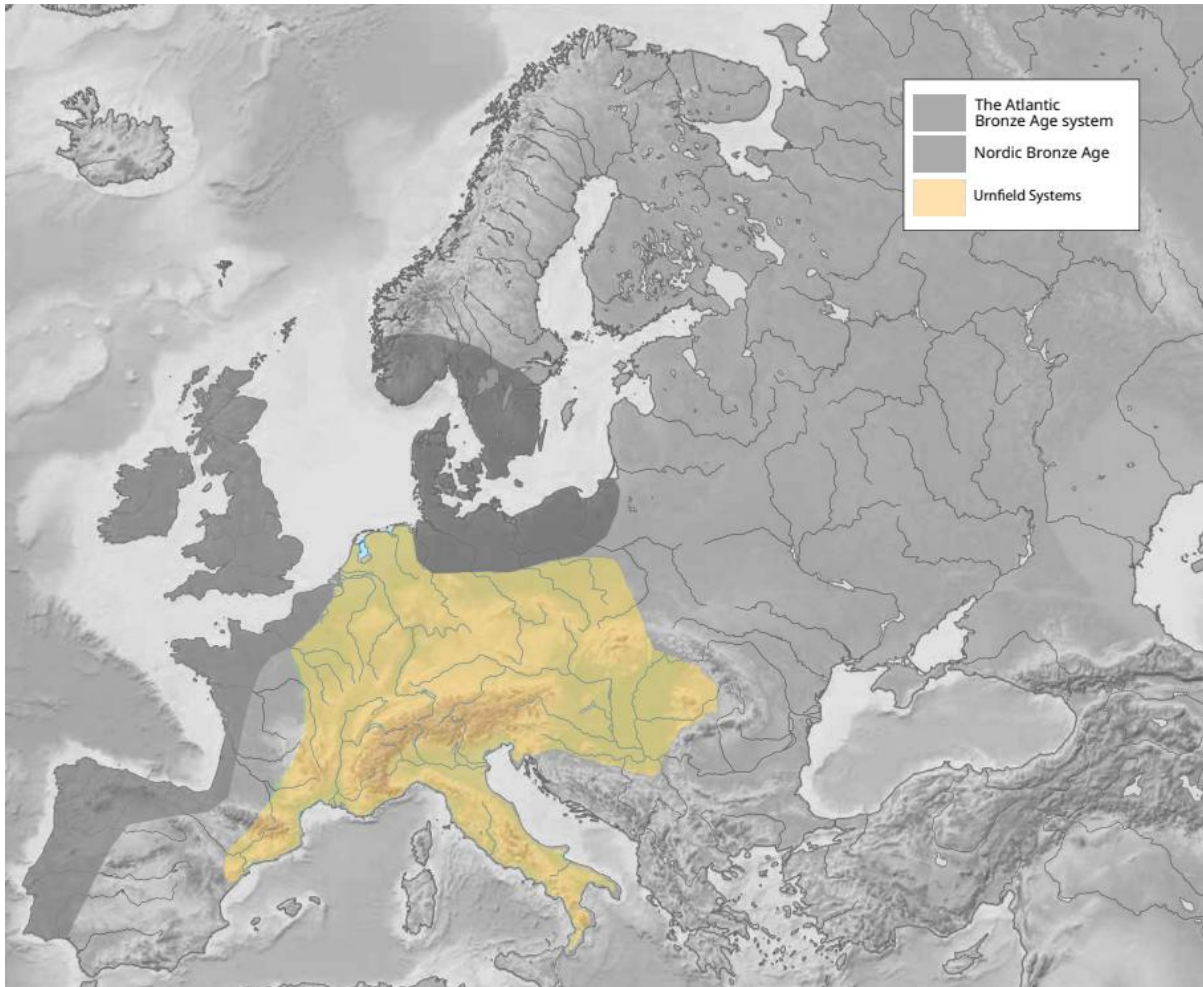 The Atlantic
Bronze Age system
Nordic Bronze Age
Urnfield Systems